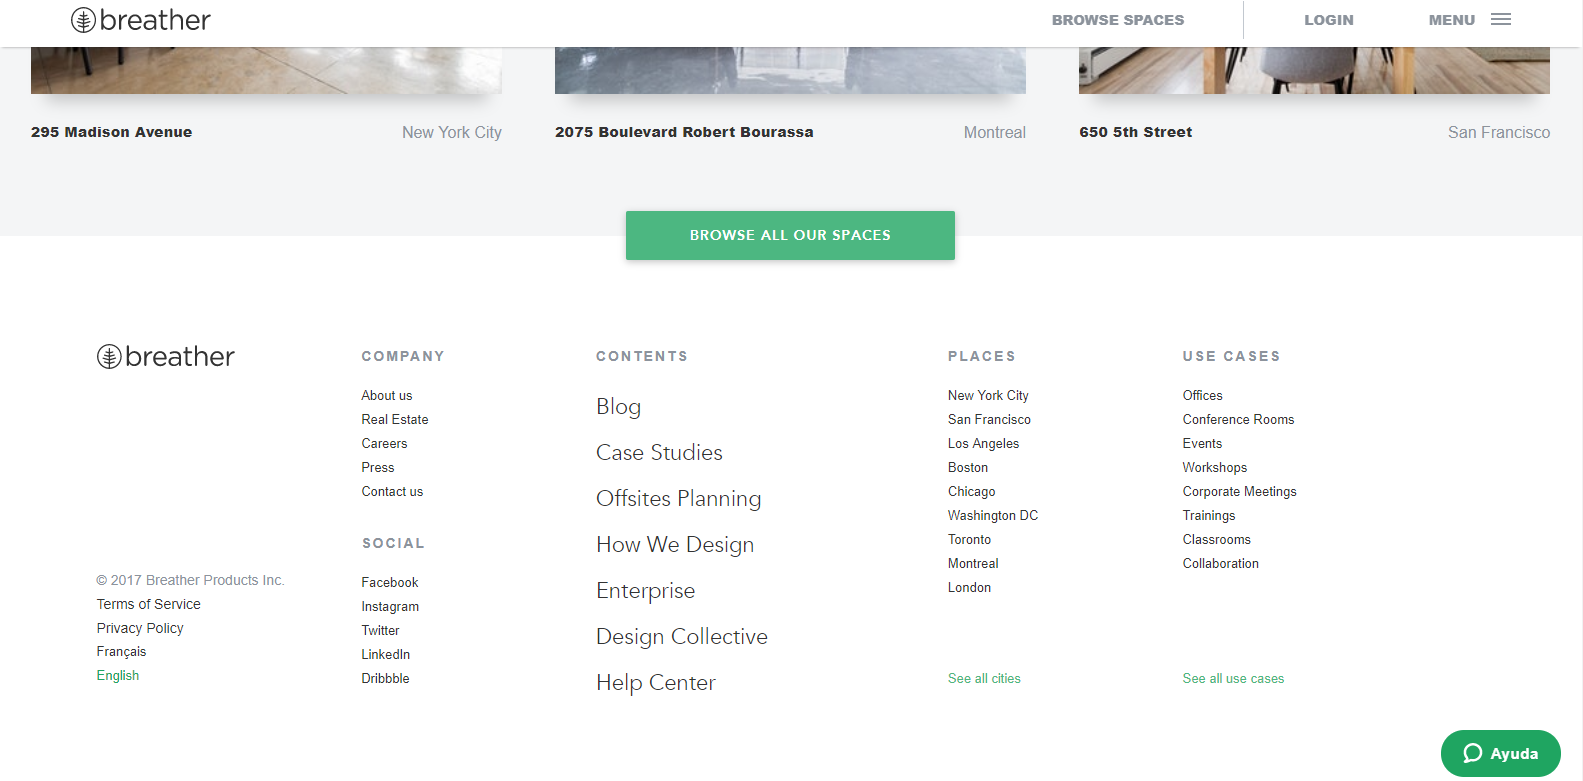 breather
BROWSE SPACES
LOGIN
MENU
295 Madison Avenue
New York City
2075 Boulevard Robert Bourassa
Montreal
650 5th Street
San Francisco
BROWSE ALL OUR SPACES
breather
© 2017 Breather Products Inc.
Terms of Service
Privacy Policy
Français
English
COMPANY
About us
Real Estate
Careers
Press
Contact us
SOCIAL
Facebook
Instagram
Twitter
LinkedIn
Dribbble
CONTENTS
Blog
Case Studies
Offsites Planning
How We Design
Enterprise
Design Collective
Help Center
PLACES
New York City
San Francisco
Los Angeles
Boston
Chicago
Washington DC
Toronto
Montreal
London
See all cities
USE CASES
Offices
Conference Rooms
Events
Workshops
Corporate Meetings
Trainings
Classrooms
Collaboration
See all use cases
Ayuda